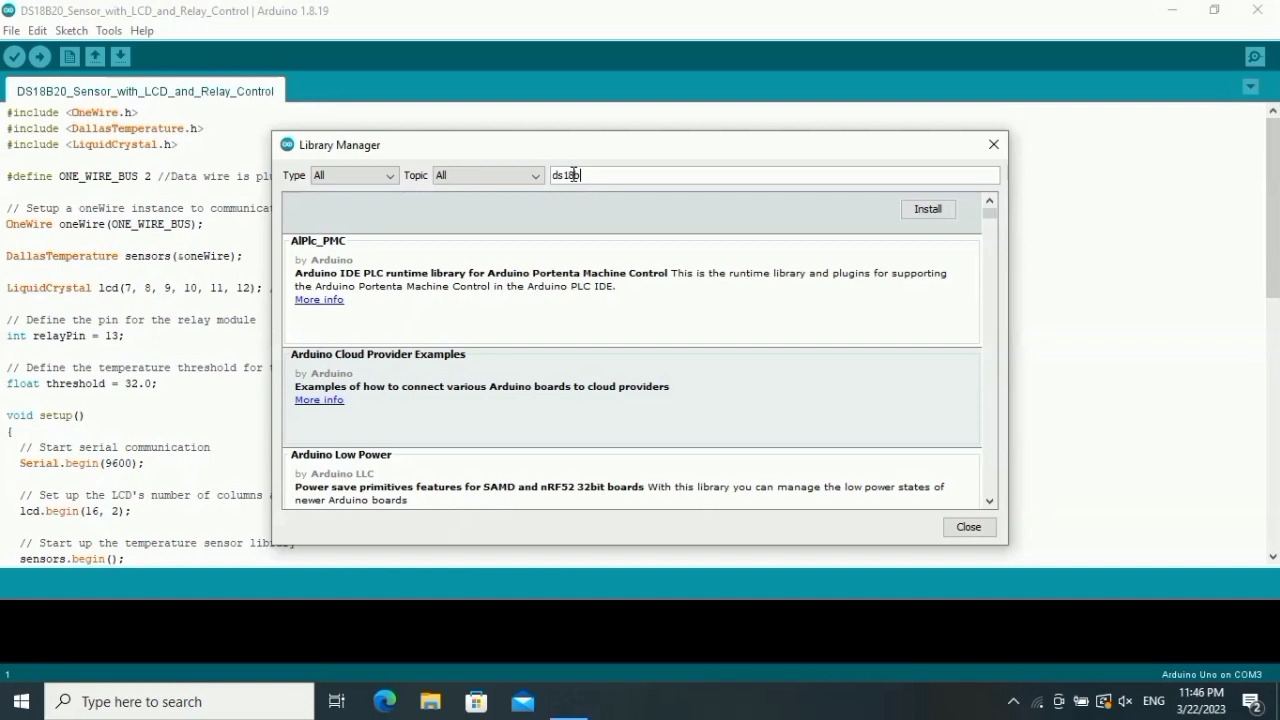 DS18B20_Sensor_with_LCD_and_Relay_Control | Arduino 1.8.19
File Edit Sketch Tools Help
DS18B20_Sensor_with_LCD_and_Relay_Control
#include <OneWire.h>
#include <DallasTemperature.h>
#include <LiquidCrystal.h>
#define ONE_WIRE_BUS 2 //Data wire is pl
// Setup a oneWire instance to communica
OneWire oneWire(ONE_WIRE_BUS);
DallasTemperature sensors(&oneWire);
LiquidCrystal lcd(7, 8, 9, 10, 11, 12); /
// Define the pin for the relay module
int relayPin = 13;
// Define the temperature threshold for t
float threshold = 32.0;
void setup()
{
// Start serial communication
Serial.begin(9600);
// Set up the LCD's number of columns a
lcd.begin(16, 2);
// Start up the temperature sensor library
sensors.begin();
Library Manager
Type All Topic All ds18b
Install
AlPlc_PMC
by Arduino
Arduino IDE PLC runtime library for Arduino Portenta Machine Control This is the runtime library and plugins for supporting
the Arduino Portenta Machine Control in the Arduino PLC IDE.
More info
Arduino Cloud Provider Examples
by Arduino
Examples of how to connect various Arduino boards to cloud providers
More info
Arduino Low Power
by Arduino LLC
Power save primitives features for SAMD and nRF52 32bit boards With this library you can manage the low power states of
newer Arduino boards
Close
1
Arduino Uno on COM3
Type here to search
ENG
11:46 PM
3/22/2023
2